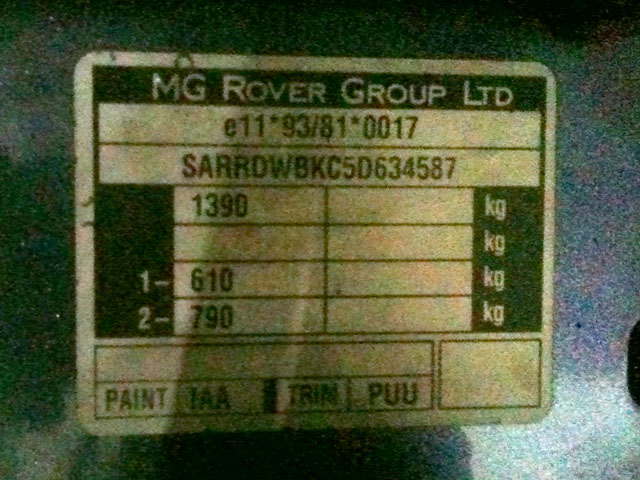 MG ROVER GROUP LTD
e11*93/81*0017
SARRDWBKC5D634587
1390 kg
kg
1- 610 kg
2- 790 kg
PAINT IAA TRIM PUU